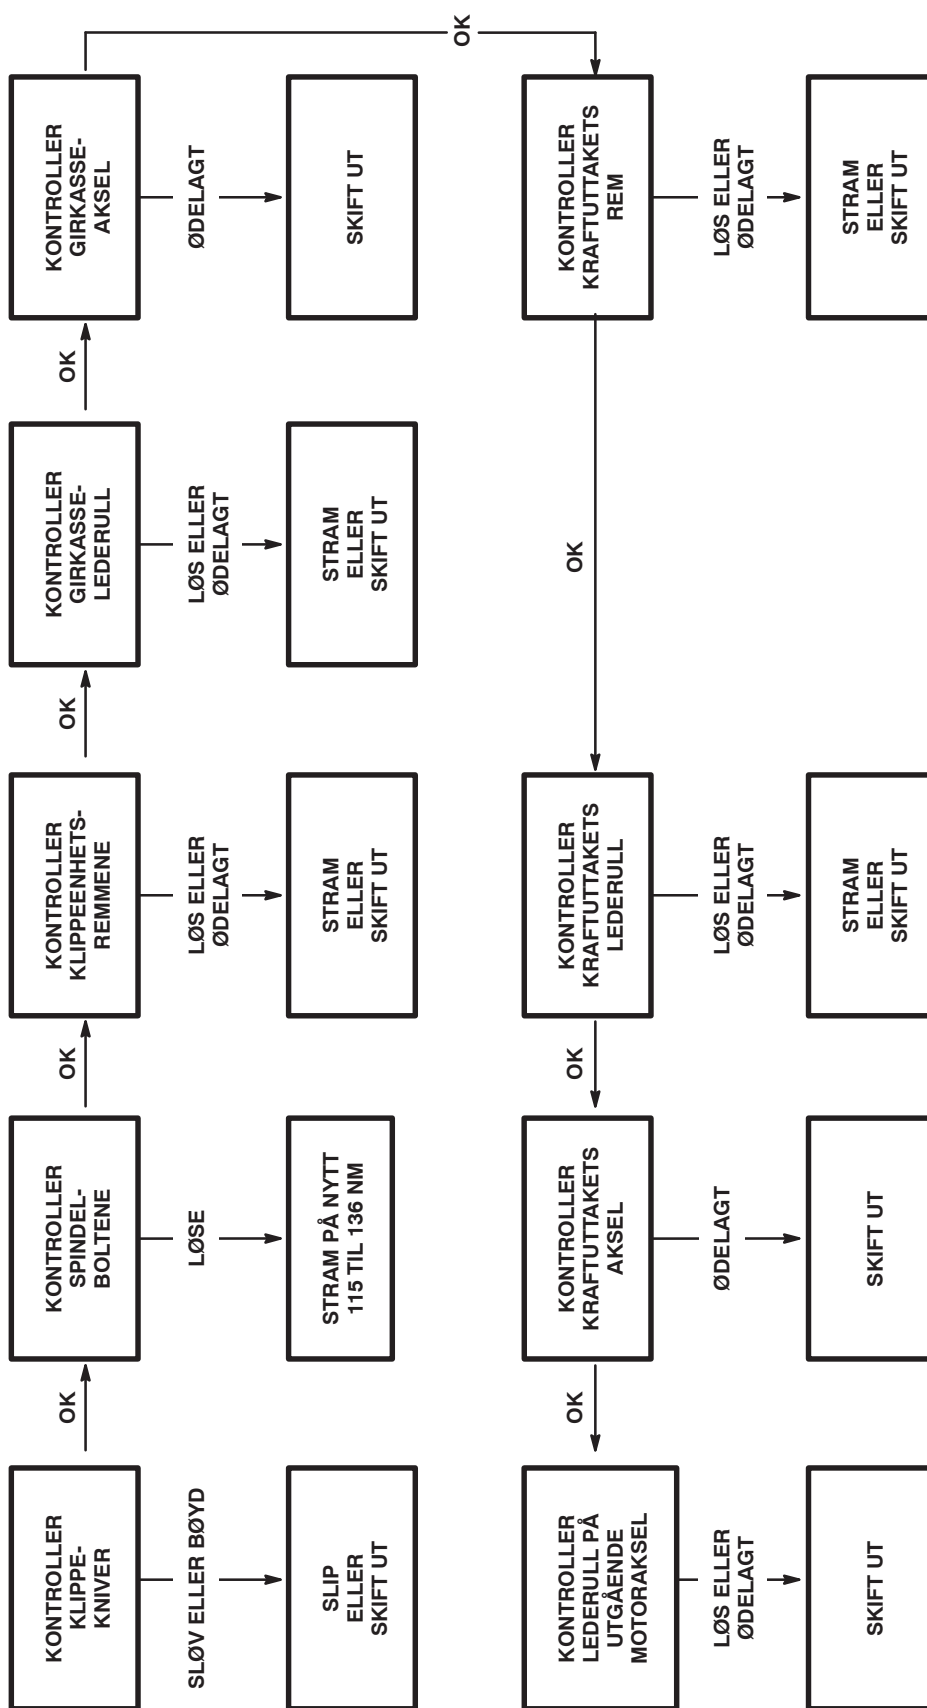 KONTROLLER
KLIPPE-
KNIVER
OK
SLØV ELLER BØYD
SLIP
ELLER
SKIFT UT
KONTROLLER
SPINDEL-
BOLTENE
OK
LØSE
STRAM PÅ NYTT
115 TIL 136 NM
KONTROLLER
KLIPPEENHETS-
REMMENE
OK
LØS ELLER
ØDELAGT
STRAM
ELLER
SKIFT UT
KONTROLLER
GIRKASSE-
LEDERULL
OK
LØS ELLER
ØDELAGT
STRAM
ELLER
SKIFT UT
KONTROLLER
GIRKASSE-
AKSEL
ØDELAGT
SKIFT UT
OK
KONTROLLER
KRAFTUTTAKETS
REM
LØS ELLER
ØDELAGT
STRAM
ELLER
SKIFT UT
OK
KONTROLLER
KRAFTUTTAKETS
LEDERULL
LØS ELLER
ØDELAGT
STRAM
ELLER
SKIFT UT
OK
KONTROLLER
KRAFTUTTAKETS
AKSEL
ØDELAGT
SKIFT UT
OK
KONTROLLER
LEDERULL PÅ
UTGÅENDE
MOTORAKSEL
LØS ELLER
ØDELAGT
SKIFT UT